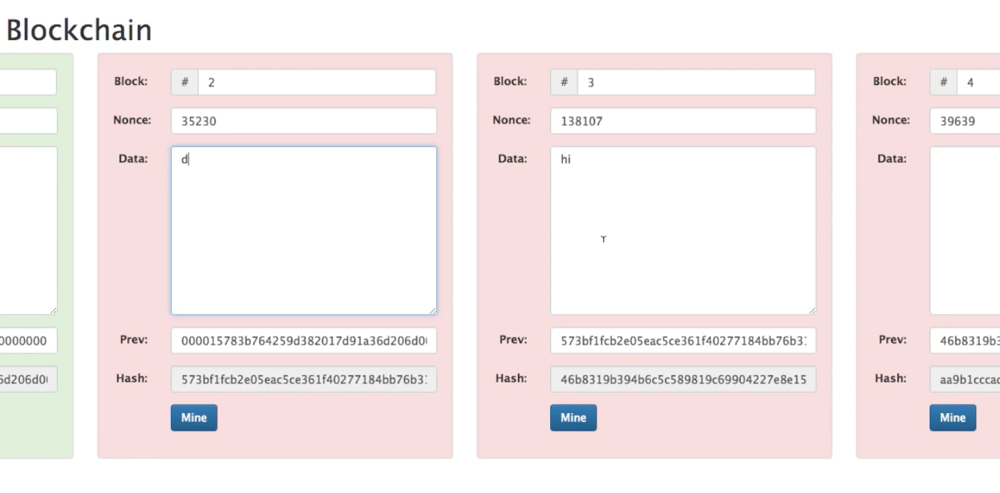 Blockchain
Block: # 2
Nonce: 35230
Data: d
Prev: 000015783b764259d382017d91a36d206d0
Hash: 573bf1fcb2e05eac5ce361f40277184bb76b3
Mine
Block: # 3
Nonce: 138107
Data: hi
Prev: 573bf1fcb2e05eac5ce361f40277184bb76b3
Hash: 46b8319b394b6c5c589819c69904227e8e15
Mine
Block: # 4
Nonce: 39639
Data:
Prev: 46b8319b3
Hash: aa9b1cccac
Mine
0000000
6d206d0